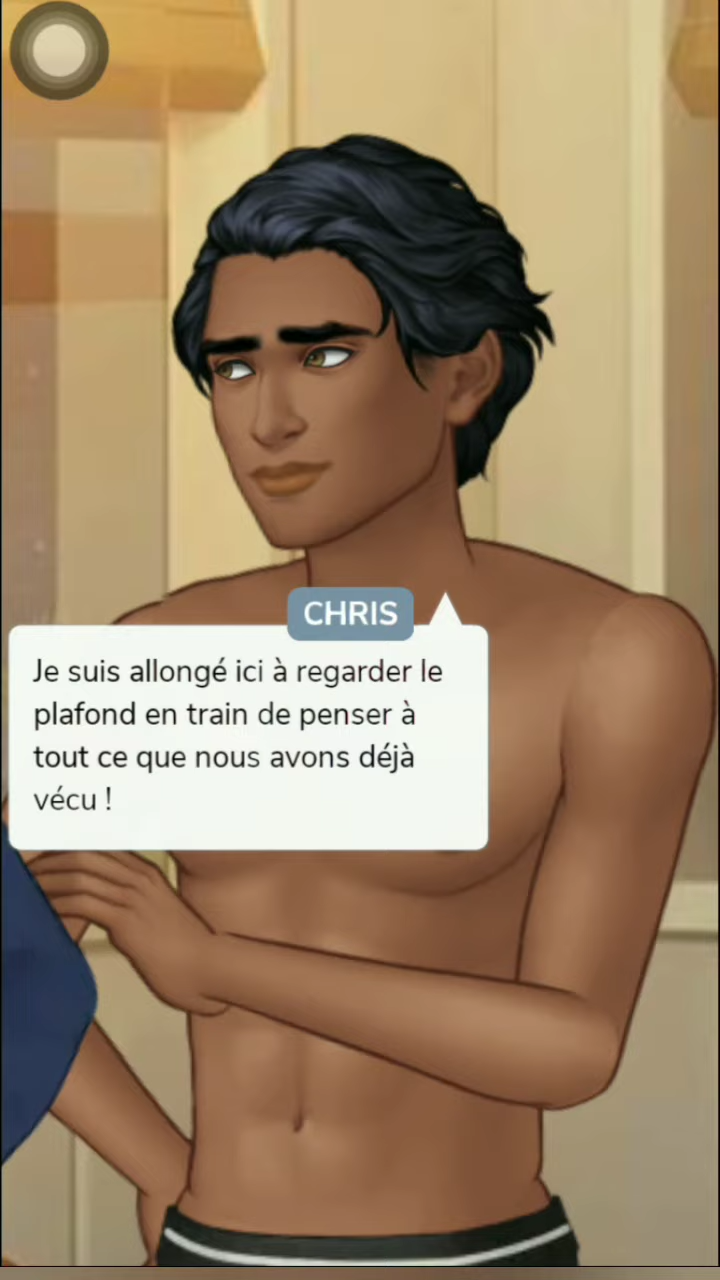 CHRIS
Je suis allongé ici à regarder le
plafond en train de penser à
tout ce que nous avons déjà
vécu !